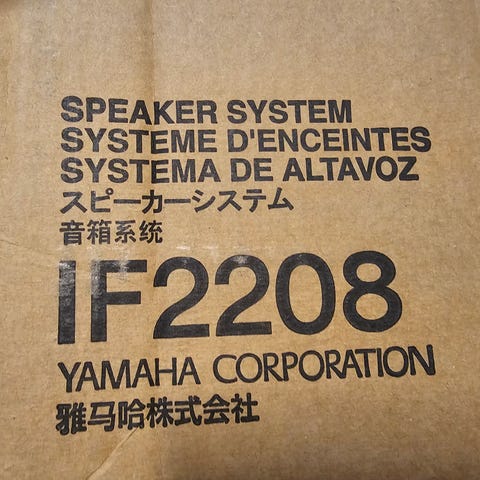 SPEAKER SYSTEM
SYSTEME D'ENCEINTES
SYSTEMA DE ALTAVOZ
スピーカーシステム
音箱系统
IF2208
YAMAHA CORPORATION
雅马哈株式会社